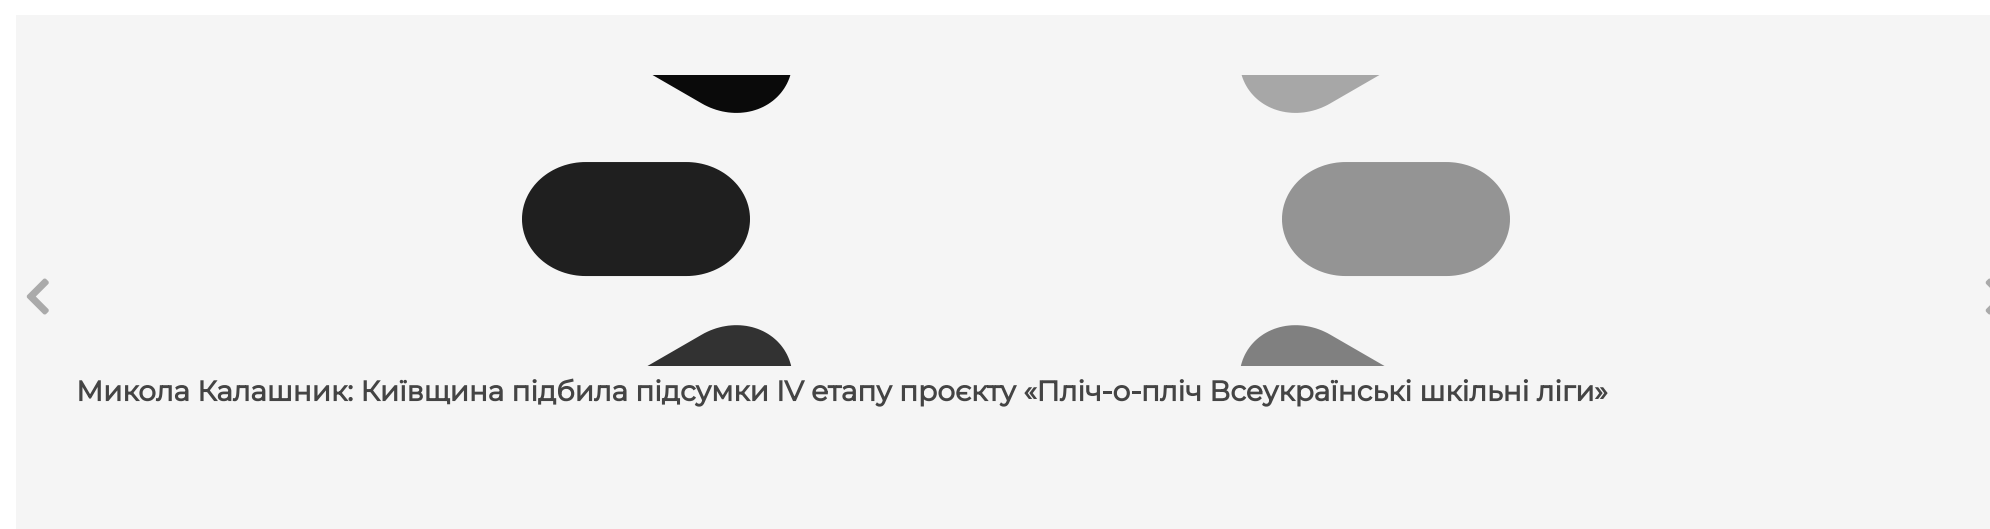 Микола Калашник: Київщина підбила підсумки IV етапу проєкту «Пліч-о-пліч Всеукраїнські шкільні ліги»